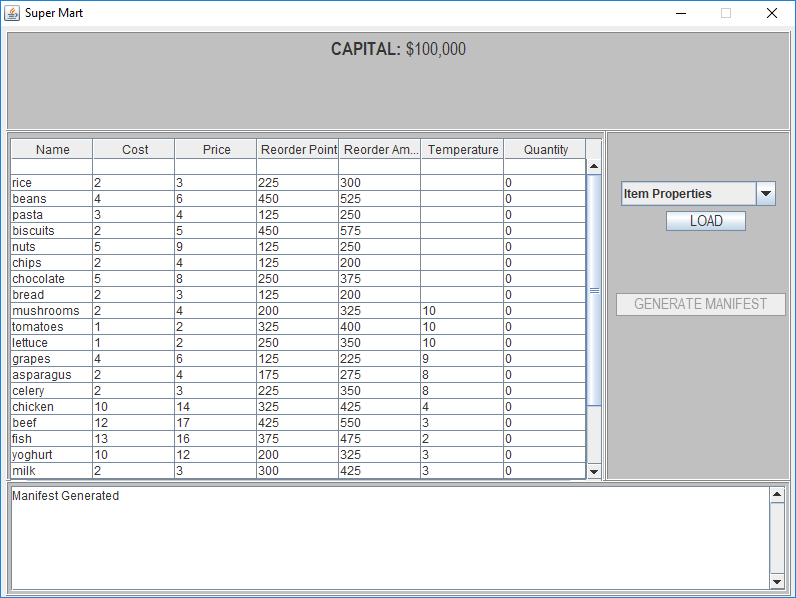 Super Mart
CAPITAL: $100,000
Name Cost Price Reorder Point Reorder Am... Temperature Quantity
rice 2 3 225 300 0
beans 4 6 450 525 0
pasta 3 4 125 250 0
biscuits 2 5 450 575 0
nuts 5 9 125 250 0
chips 2 4 125 200 0
chocolate 5 8 250 375 0
bread 2 3 125 200 0
mushrooms 2 4 200 325 10 0
tomatoes 1 2 325 400 10 0
lettuce 1 2 250 350 10 0
grapes 4 6 125 225 9 0
asparagus 2 4 175 275 8 0
celery 2 3 225 350 8 0
chicken 10 14 325 425 4 0
beef 12 17 425 550 3 0
fish 13 16 375 475 2 0
yoghurt 10 12 200 325 3 0
milk 2 3 300 425 3 0
Item Properties
LOAD
GENERATE MANIFEST
Manifest Generated